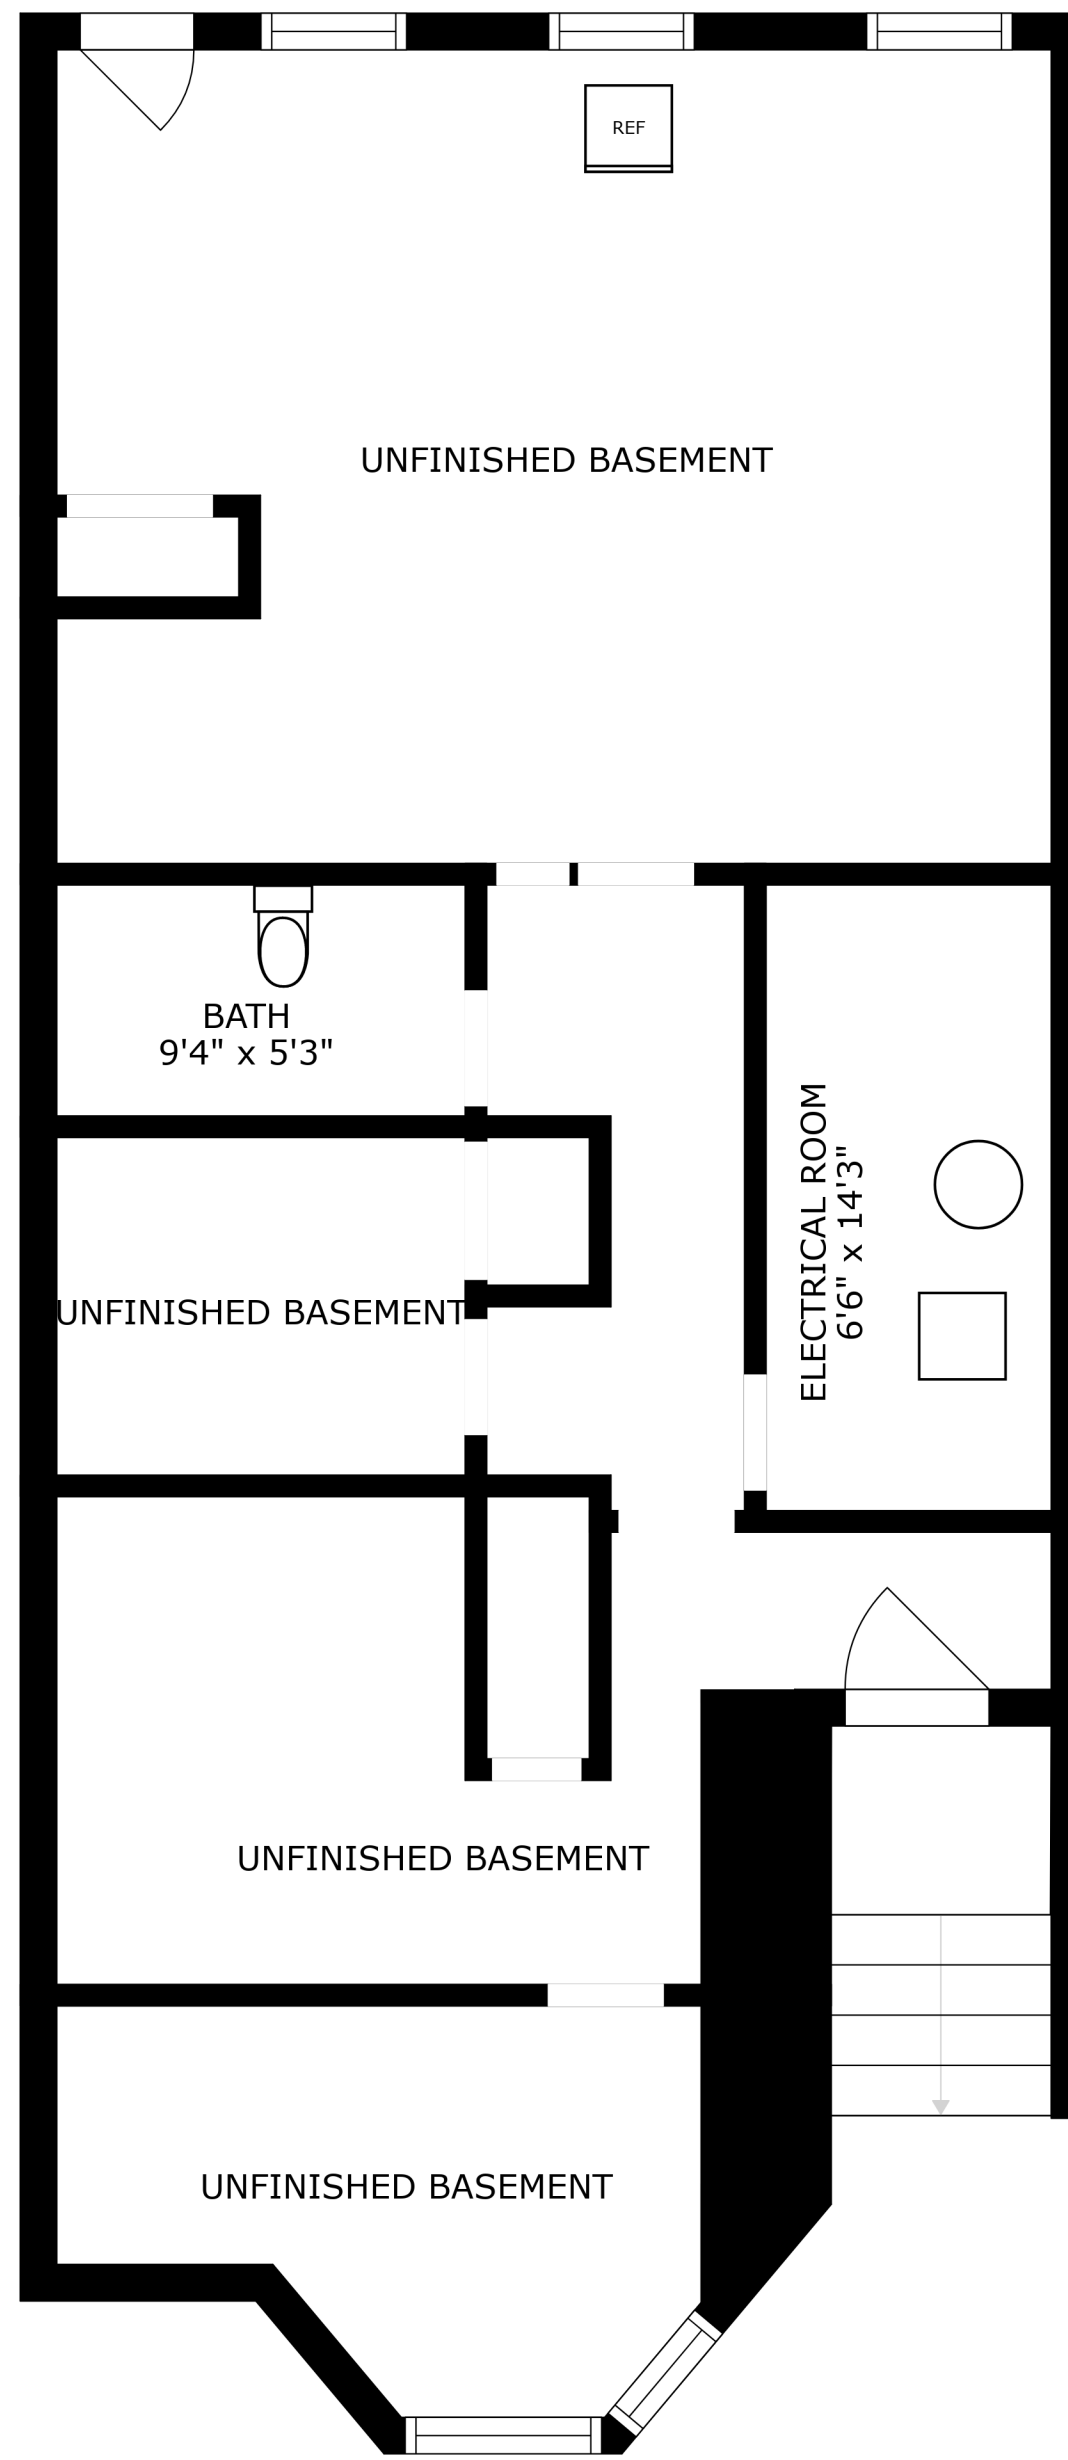 REF
UNFINISHED BASEMENT
BATH
9'4" x 5'3"
ELECTRICAL ROOM
6'6" x 14'3"
UNFINISHED BASEMENT
UNFINISHED BASEMENT
UNFINISHED BASEMENT